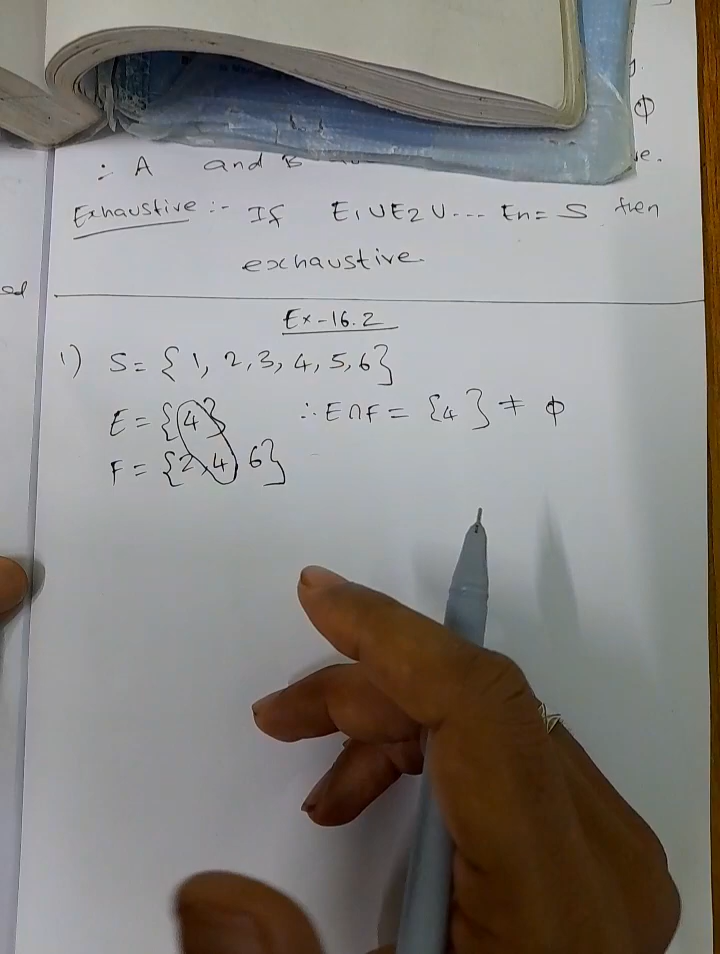 ϕ
∴ A and B
Exhaustive :- If E₁∪E₂∪... Eₙ= S then
exhaustive.
Ex-16.2
1) S= {1, 2, 3, 4, 5, 6}
E = {4} ∴ E∩F = {4} ≠ ϕ
F = {2, 4, 6}